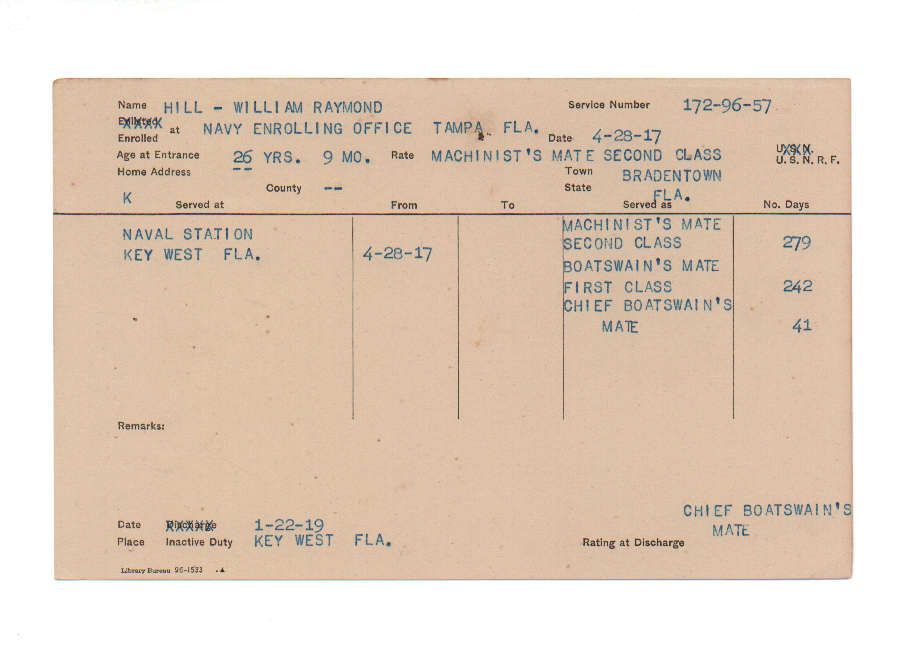 Name HILL - WILLIAM RAYMOND Service Number 172-96-57
Enlisted
Enrolled at NAVY ENROLLING OFFICE TAMPA FLA. Date 4-28-17
Age at Entrance 26 YRS. 9 MO. Rate MACHINIST'S MATE SECOND CLASS U.S.N.
U. S. N. R. F.
Home Address -- Town BRADENTOWN
County -- State FLA.
K Served at From To Served as No. Days
NAVAL STATION MACHINIST'S MATE
KEY WEST FLA. 4-28-17 SECOND CLASS 279
BOATSWAIN'S MATE
FIRST CLASS 242
CHIEF BOATSWAIN'S
MATE 41
Remarks:
CHIEF BOATSWAIN'S
Date Discharge 1-22-19 MATE
Place Inactive Duty KEY WEST FLA. Rating at Discharge
Library Bureau 96-1533